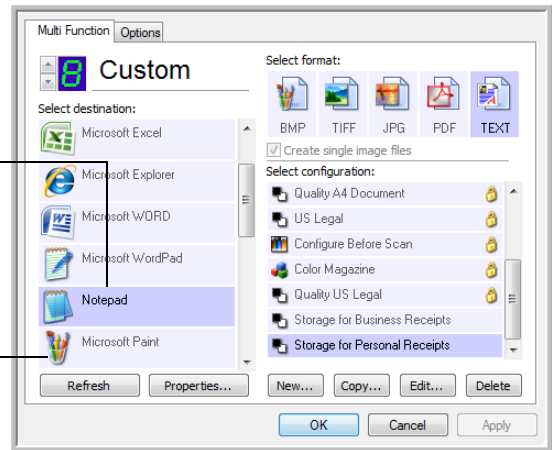 Multi Function
Options
8
Custom
Select destination:
Microsoft Excel
Microsoft Explorer
Microsoft WORD
Microsoft WordPad
Notepad
Microsoft Paint
Refresh
Properties...
Select format:
BMP
TIFF
JPG
PDF
TEXT
Create single image files
Select configuration:
Quality A4 Document
US Legal
Configure Before Scan
Color Magazine
Quality US Legal
Storage for Business Receipts
Storage for Personal Receipts
New...
Copy...
Edit...
Delete
OK
Cancel
Apply